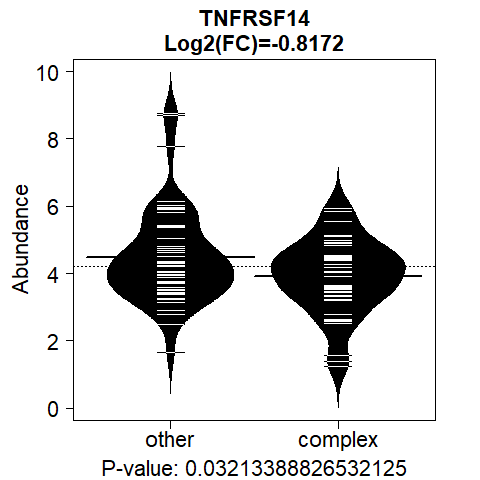 TNFRSF14
Log2(FC)=-0.8172
Abundance
10
8
6
4
2
0
other complex
P-value: 0.03213388826532125